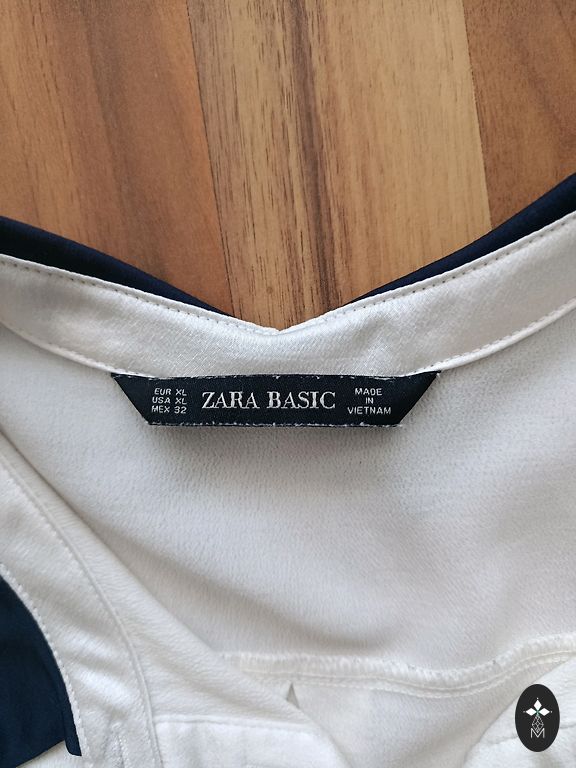 EUR XL
USA XL
MEX 32
ZARA BASIC
MADE
IN
VIETNAM